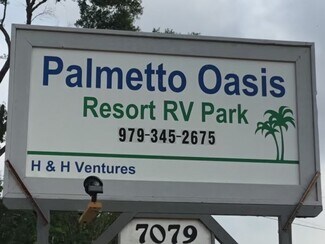 Palmetto Oasis
Resort RV Park
979-345-2675
H & H Ventures
7079